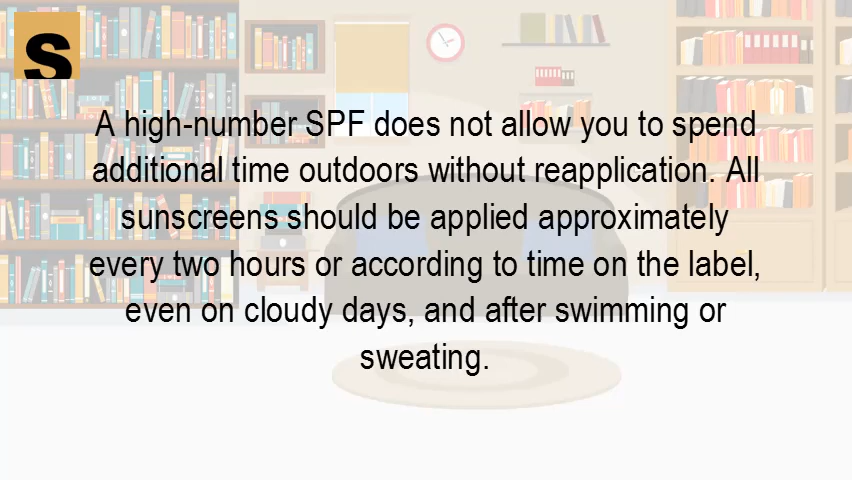 S
A high-number SPF does not allow you to spend
additional time outdoors without reapplication. All
sunscreens should be applied approximately
every two hours or according to time on the label,
even on cloudy days, and after swimming or
sweating.